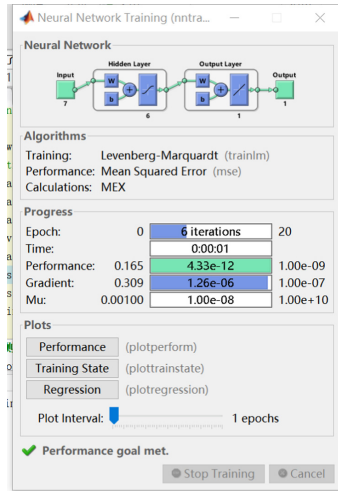 Neural Network Training (nntra...
Neural Network
Hidden Layer
Output Layer
Input
Output
W
W
b
b
+
+
7
6
1
1
Algorithms
Training: Levenberg-Marquardt (trainlm)
Performance: Mean Squared Error (mse)
Calculations: MEX
Progress
Epoch: 0 6 iterations 20
Time: 0:00:01
Performance: 0.165 4.33e-12 1.00e-09
Gradient: 0.309 1.26e-06 1.00e-07
Mu: 0.00100 1.00e-08 1.00e+10
Plots
Performance (plotperform)
Training State (plottrainstate)
Regression (plotregression)
Plot Interval: 1 epochs
Performance goal met.
Stop Training Cancel